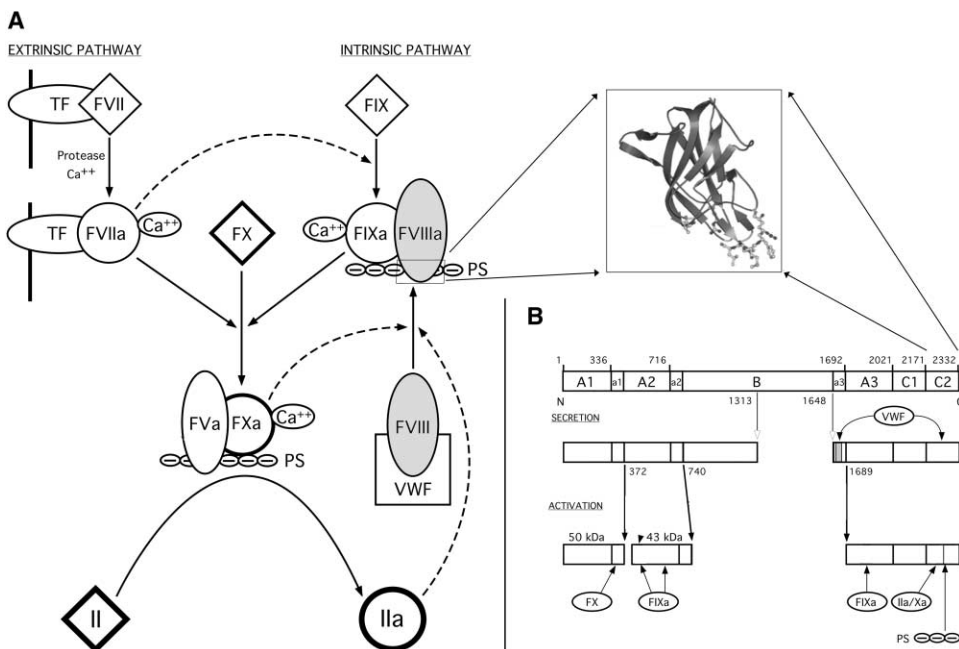 A
EXTRINSIC PATHWAY
INTRINSIC PATHWAY
TF
FVII
FIX
Protease
Ca++
TF
FVIIa
Ca++
FX
Ca++
FIXa
FVIIIa
PS
FVa
FXa
Ca++
PS
FVIII
VWF
II
IIa
B
1
336
716
1692
2021
2171
2332
A1
a1
A2
a2
B
a3
A3
C1
C2
N
1313
1648
C
SECRETION
VWF
372
740
1689
ACTIVATION
50 kDa
43 kDa
FX
FIXa
FIXa
IIa/Xa
PS